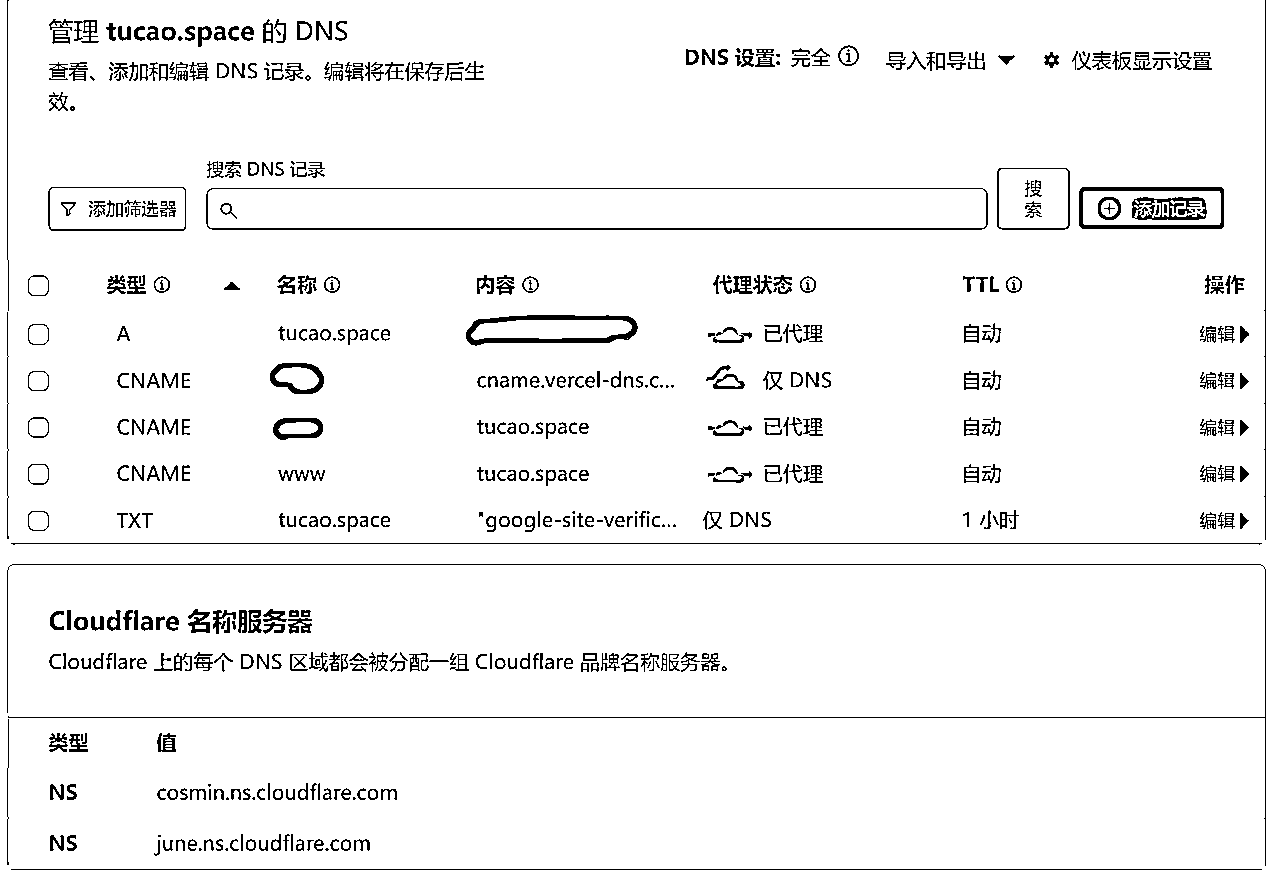 管理 tucao.space 的 DNS
查看、添加和编辑 DNS 记录。编辑将在保存后生
效。
DNS 设置: 完全 导入和导出 仪表板显示设置
搜索 DNS 记录
添加筛选器
搜
索
添加记录
类型 名称 内容 代理状态 TTL 操作
A tucao.space 已代理 自动 编辑
CNAME cname.vercel-dns.c... 仅 DNS 自动 编辑
CNAME tucao.space 已代理 自动 编辑
CNAME www tucao.space 已代理 自动 编辑
TXT tucao.space "google-site-verific... 仅 DNS 1 小时 编辑
Cloudflare 名称服务器
Cloudflare 上的每个 DNS 区域都会被分配一组 Cloudflare 品牌名称服务器。
类型 值
NS cosmin.ns.cloudflare.com
NS june.ns.cloudflare.com